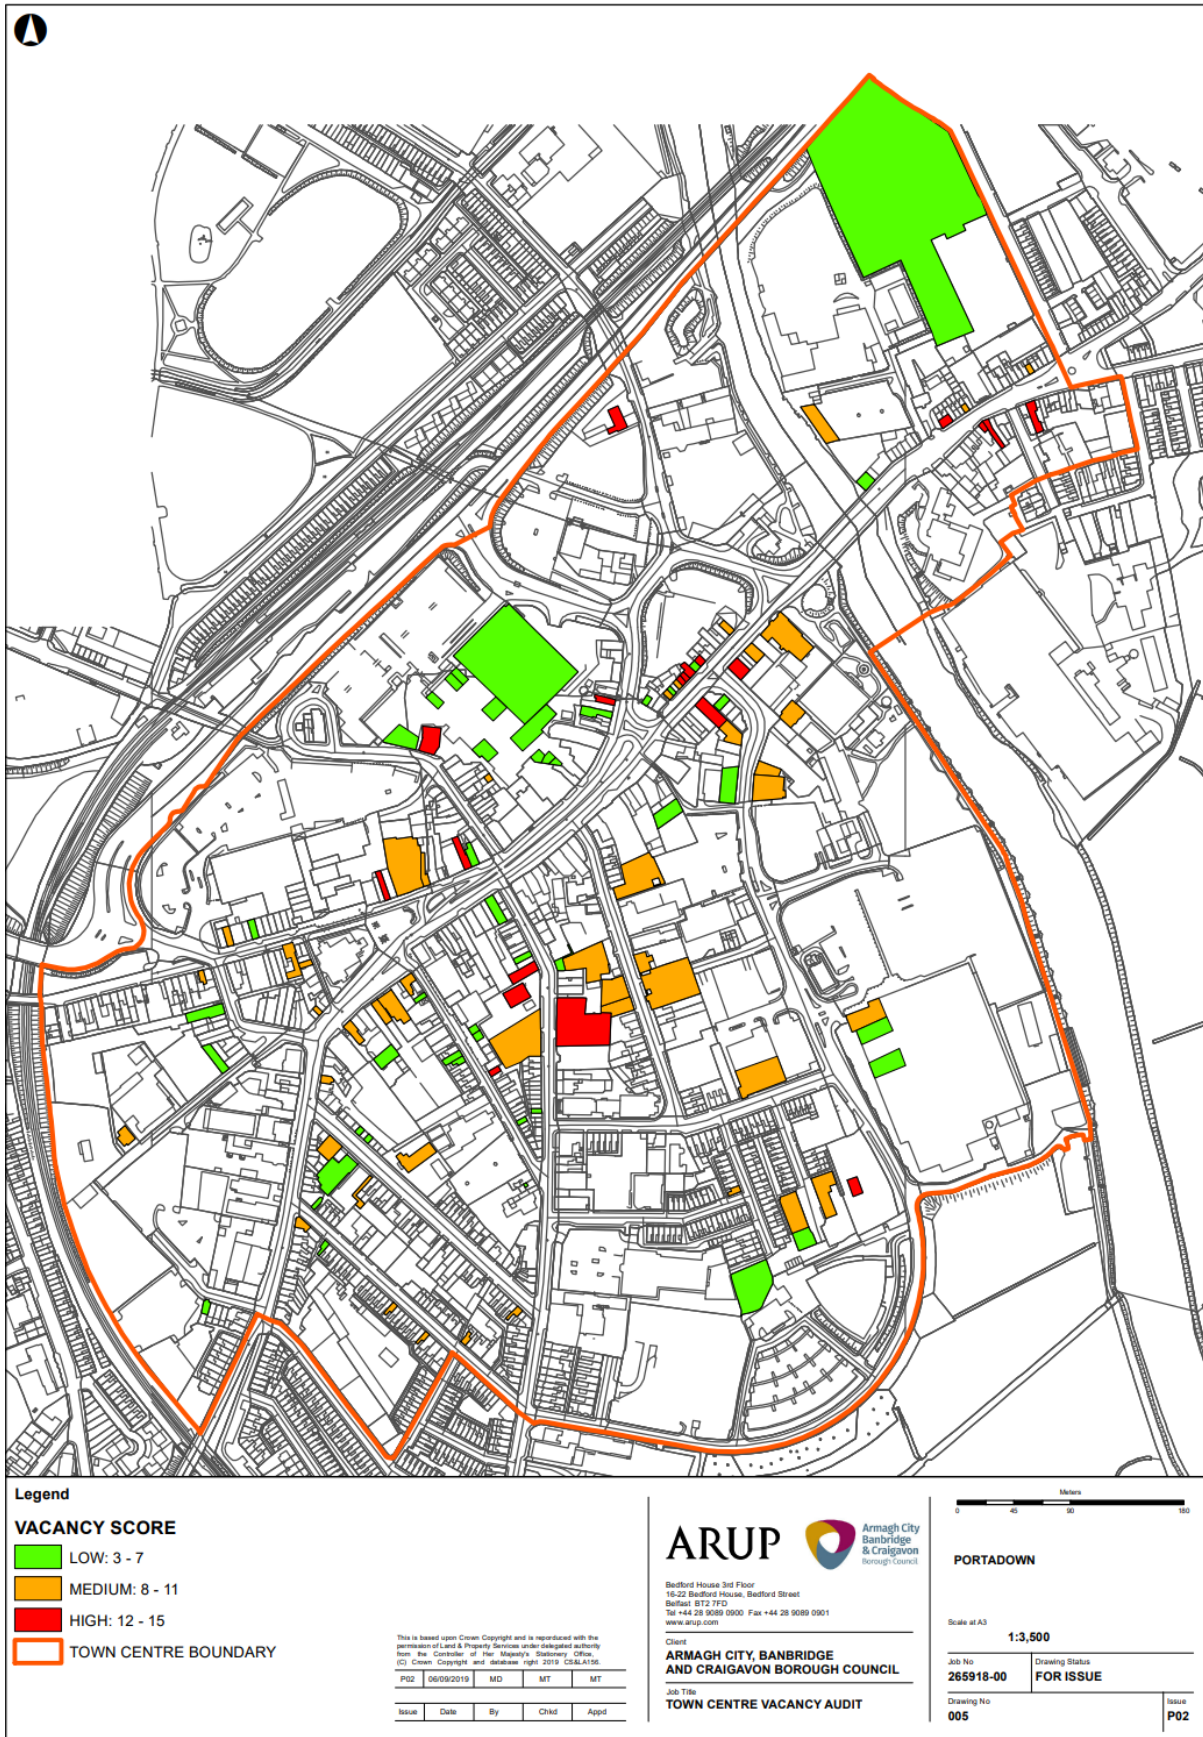 Legend
VACANCY SCORE
LOW: 3 - 7
MEDIUM: 8 - 11
HIGH: 12 - 15
TOWN CENTRE BOUNDARY
This is based upon Crown Copyright and is reproduced with the
permission of Land & Property Services under delegated authority
from the Controller of Her Majesty's Stationery Office,
(C) Crown Copyright and database right 2019 CS&LA156.
P02 06/09/2019 MD MT MT
Issue Date By Chkd Appd
ARUP
Armagh City
Banbridge
& Craigavon
Borough Council
Bedford House 3rd Floor
16-22 Bedford House, Bedford Street
Belfast BT2 7FD
Tel +44 28 9089 0900 Fax +44 28 9089 0901
www.arup.com
Client
ARMAGH CITY, BANBRIDGE
AND CRAIGAVON BOROUGH COUNCIL
Job Title
TOWN CENTRE VACANCY AUDIT
Meters
0 45 90 180
PORTADOWN
Scale at A3
1:3,500
Job No Drawing Status
265918-00 FOR ISSUE
Drawing No Issue
005 P02